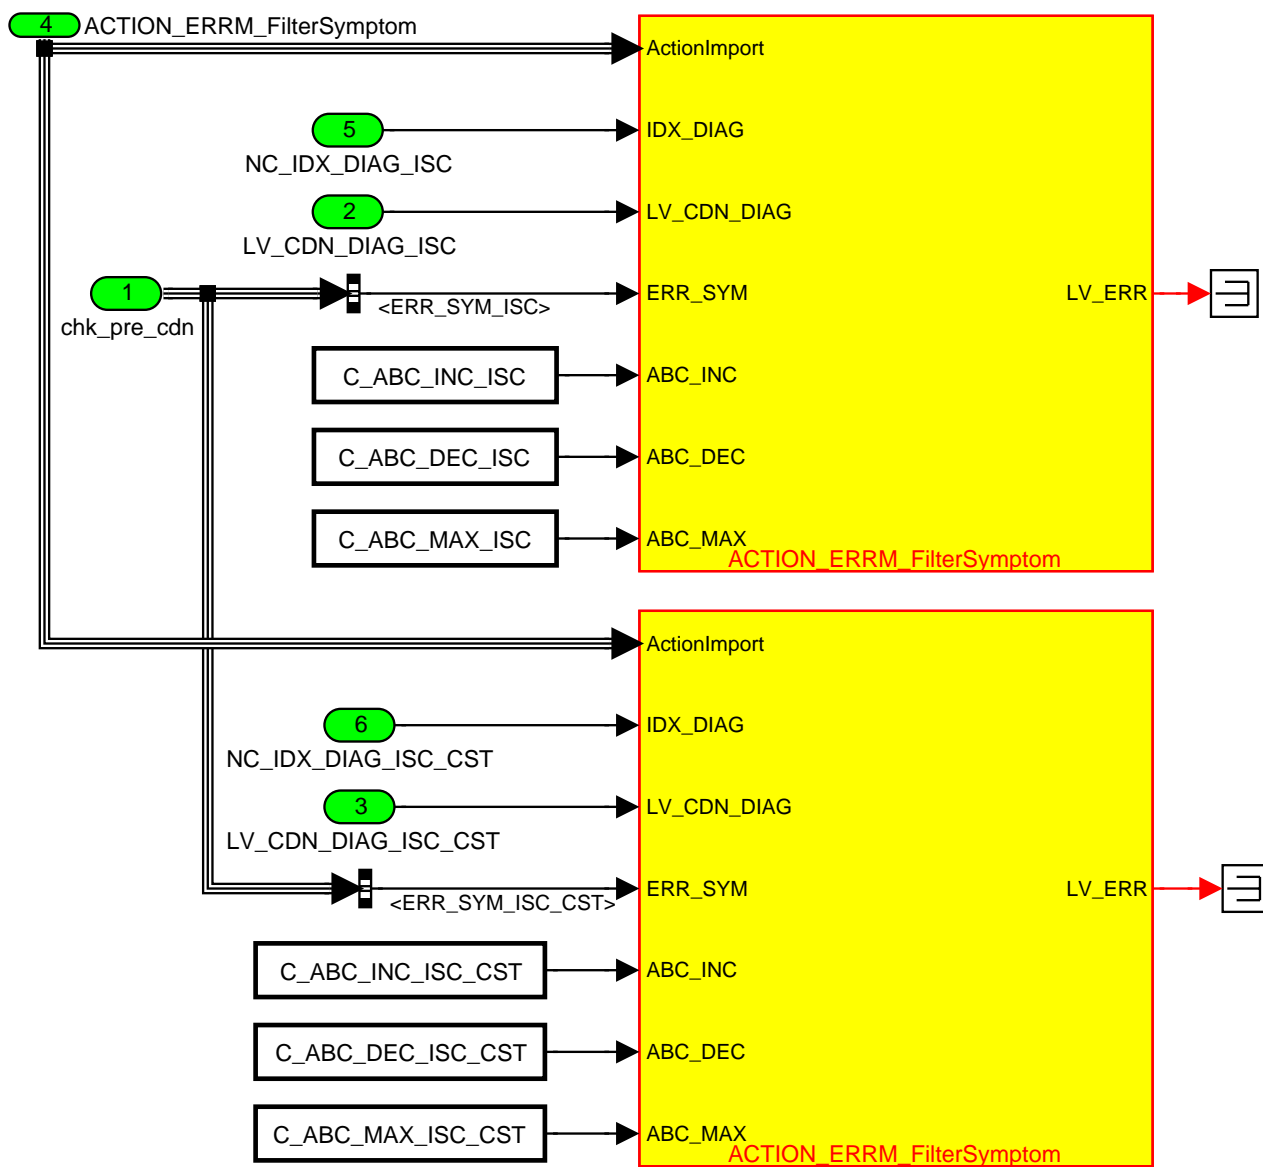 4 ACTION_ERRM_FilterSymptom
ActionImport
5
IDX_DIAG
NC_IDX_DIAG_ISC
2
LV_CDN_DIAG
LV_CDN_DIAG_ISC
1
ERR_SYM
LV_ERR
<ERR_SYM_ISC>
chk_pre_cdn
C_ABC_INC_ISC
ABC_INC
C_ABC_DEC_ISC
ABC_DEC
C_ABC_MAX_ISC
ABC_MAX
ACTION_ERRM_FilterSymptom
ActionImport
6
IDX_DIAG
NC_IDX_DIAG_ISC_CST
3
LV_CDN_DIAG
LV_CDN_DIAG_ISC_CST
ERR_SYM
LV_ERR
<ERR_SYM_ISC_CST>
C_ABC_INC_ISC_CST
ABC_INC
C_ABC_DEC_ISC_CST
ABC_DEC
C_ABC_MAX_ISC_CST
ABC_MAX
ACTION_ERRM_FilterSymptom